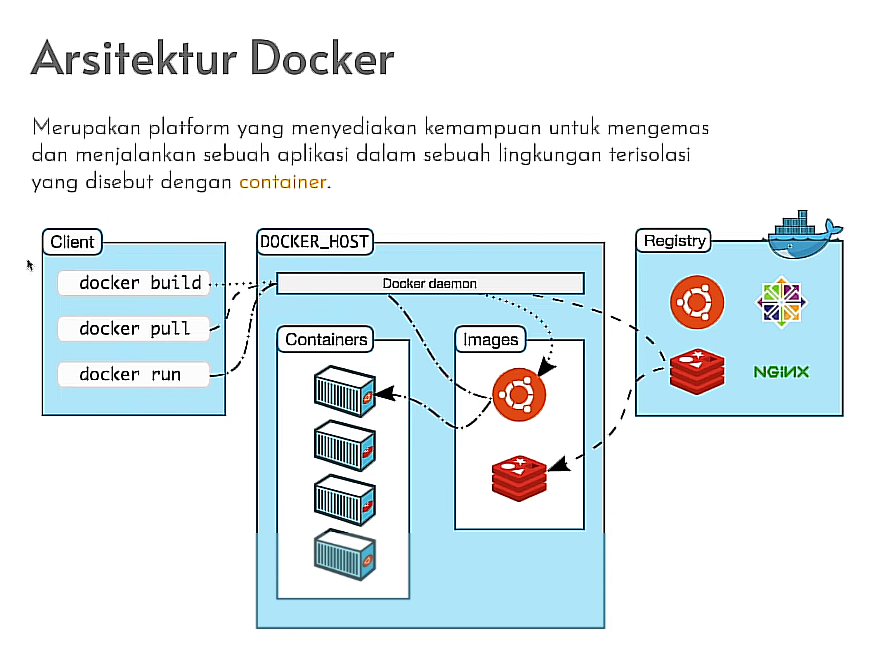 Arsitektur Docker
Merupakan platform yang menyediakan kemampuan untuk mengemas
dan menjalankan sebuah aplikasi dalam sebuah lingkungan terisolasi
yang disebut dengan container.
Client
docker build
docker pull
docker run
DOCKER_HOST
Docker daemon
Containers
Images
Registry
NGiNX